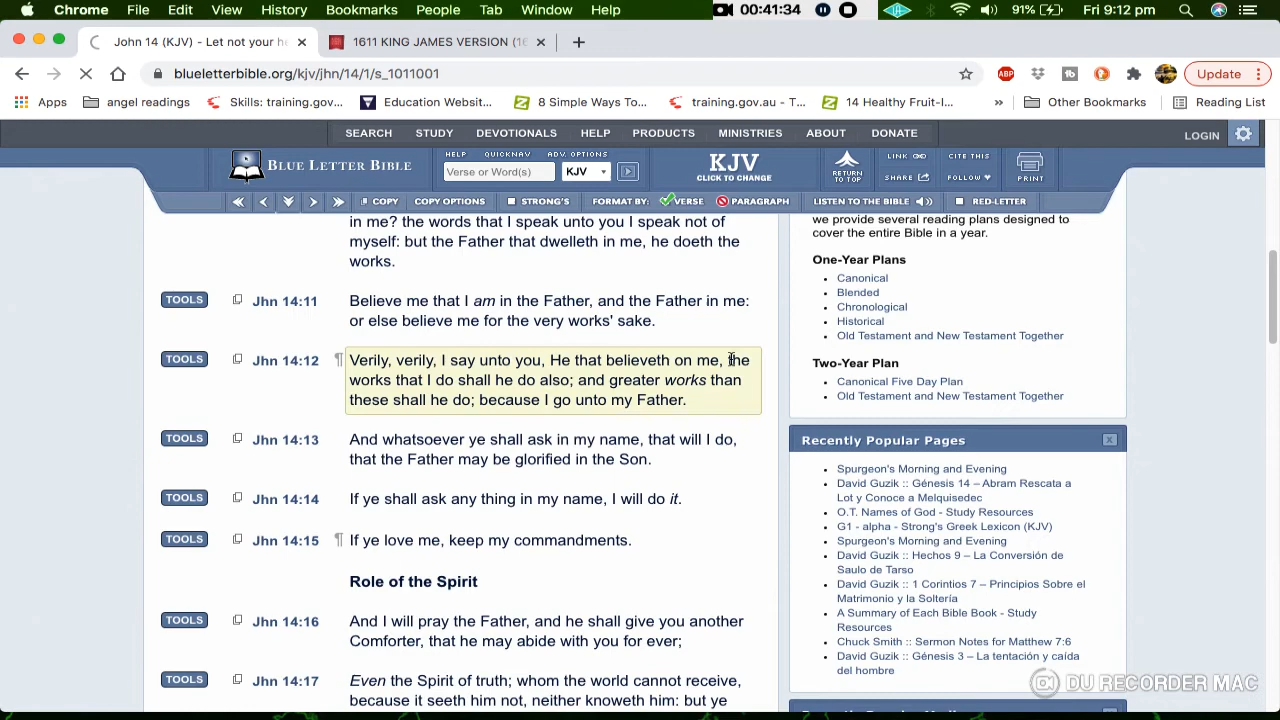 Chrome File Edit View History Bookmarks People Tab Window Help 00:41:34 91% Fri 9:12 pm
John 14 (KJV) - Let not your he
1611 KING JAMES VERSION (16
blueletterbible.org/kjv/jhn/14/1/s_1011001
ABP
Update
Apps angel readings Skills: training.gov... Education Websit... 8 Simple Ways To... training.gov.au - T... 14 Healthy Fruit-I... » Other Bookmarks Reading List
SEARCH STUDY DEVOTIONALS HELP PRODUCTS MINISTRIES ABOUT DONATE LOGIN
BLUE LETTER BIBLE
HELP QUICKNAV ADV. OPTIONS
Verse or Word(s) KJV
KJV
CLICK TO CHANGE
RETURN TO TOP
LINK
SHARE
CITE THIS
FOLLOW
PRINT
COPY COPY OPTIONS STRONG'S FORMAT BY: VERSE PARAGRAPH LISTEN TO THE BIBLE RED-LETTER
in me? the words that I speak unto you I speak not of
myself: but the Father that dwelleth in me, he doeth the
works.
TOOLS Jhn 14:11 Believe me that I am in the Father, and the Father in me:
or else believe me for the very works' sake.
TOOLS Jhn 14:12 ¶ Verily, verily, I say unto you, He that believeth on me, the
works that I do shall he do also; and greater works than
these shall he do; because I go unto my Father.
TOOLS Jhn 14:13 And whatsoever ye shall ask in my name, that will I do,
that the Father may be glorified in the Son.
TOOLS Jhn 14:14 If ye shall ask any thing in my name, I will do it.
TOOLS Jhn 14:15 ¶ If ye love me, keep my commandments.
Role of the Spirit
TOOLS Jhn 14:16 And I will pray the Father, and he shall give you another
Comforter, that he may abide with you for ever;
TOOLS Jhn 14:17 Even the Spirit of truth; whom the world cannot receive,
because it seeth him not, neither knoweth him: but ye
we provide several reading plans designed to
cover the entire Bible in a year.
One-Year Plans
Canonical
Blended
Chronological
Historical
Old Testament and New Testament Together
Two-Year Plan
Canonical Five Day Plan
Old Testament and New Testament Together
Recently Popular Pages
Spurgeon's Morning and Evening
David Guzik :: Génesis 14 – Abram Rescata a
Lot y Conoce a Melquisedec
O.T. Names of God - Study Resources
G1 - alpha - Strong's Greek Lexicon (KJV)
Spurgeon's Morning and Evening
David Guzik :: Hechos 9 – La Conversión de
Saulo de Tarso
David Guzik :: 1 Corintios 7 – Principios Sobre el
Matrimonio y la Soltería
A Summary of Each Bible Book - Study
Resources
Chuck Smith :: Sermon Notes for Matthew 7:6
David Guzik :: Génesis 3 – La tentación y caída
del hombre
DU RECORDER MAC